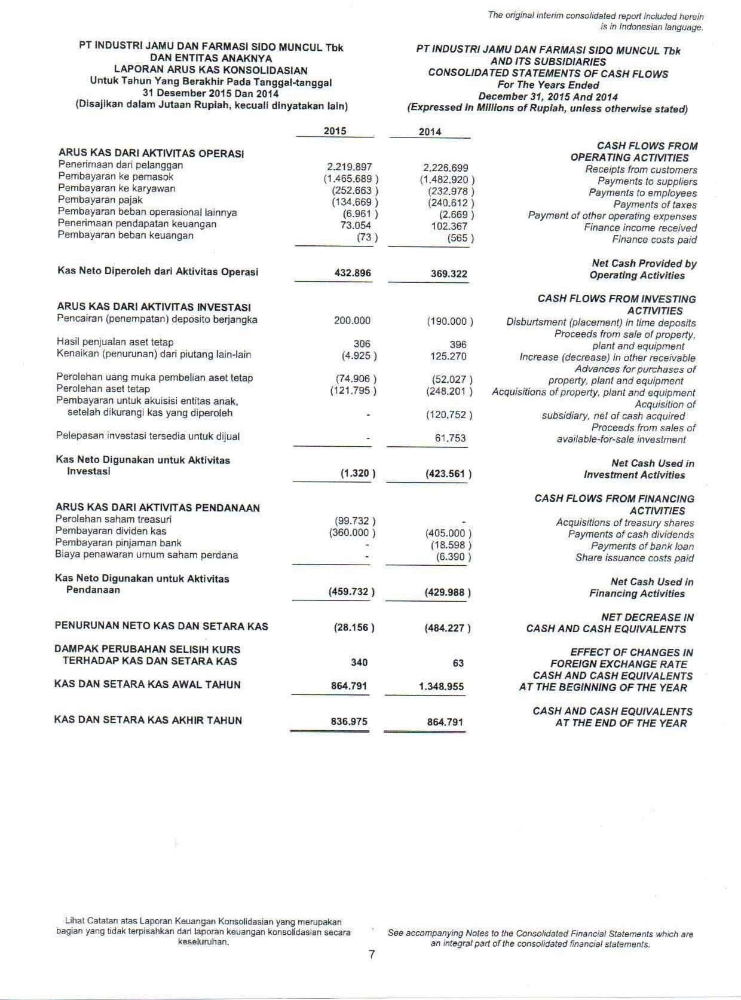 The original interim consolidated report included herein
is in Indonesian language.
PT INDUSTRI JAMU DAN FARMASI SIDO MUNCUL Tbk
DAN ENTITAS ANAKNYA
LAPORAN ARUS KAS KONSOLIDASIAN
Untuk Tahun Yang Berakhir Pada Tanggal-tanggal
31 Desember 2015 Dan 2014
(Disajikan dalam Jutaan Rupiah, kecuali dinyatakan lain)
PT INDUSTRI JAMU DAN FARMASI SIDO MUNCUL Tbk
AND ITS SUBSIDIARIES
CONSOLIDATED STATEMENTS OF CASH FLOWS
For The Years Ended
December 31, 2015 And 2014
(Expressed in Millions of Rupiah, unless otherwise stated)
2015 2014
CASH FLOWS FROM
ARUS KAS DARI AKTIVITAS OPERASI OPERATING ACTIVITIES
Penerimaan dari pelanggan 2.219.897 2.226.699 Receipts from customers
Pembayaran ke pemasok (1.465.689 ) (1.482.920 ) Payments to suppliers
Pembayaran ke karyawan (252.663 ) (232.978 ) Payments to employees
Pembayaran pajak (134.669 ) (240.612 ) Payments of taxes
Pembayaran beban operasional lainnya (6.961 ) (2.669 ) Payment of other operating expenses
Penerimaan pendapatan keuangan 73.054 102.367 Finance income received
Pembayaran beban keuangan (73 ) (565 ) Finance costs paid
Net Cash Provided by
Kas Neto Diperoleh dari Aktivitas Operasi 432.896 369.322 Operating Activities
CASH FLOWS FROM INVESTING
ARUS KAS DARI AKTIVITAS INVESTASI ACTIVITIES
Pencairan (penempatan) deposito berjangka 200.000 (190.000 ) Disburtsment (placement) in time deposits
Proceeds from sale of property,
Hasil penjualan aset tetap 306 396 plant and equipment
Kenaikan (penurunan) dari piutang lain-lain (4.925 ) 125.270 Increase (decrease) in other receivable
Advances for purchases of
Perolehan uang muka pembelian aset tetap (74.906 ) (52.027 ) property, plant and equipment
Perolehan aset tetap (121.795 ) (248.201 ) Acquisitions of property, plant and equipment
Pembayaran untuk akuisisi entitas anak, Acquisition of
setelah dikurangi kas yang diperoleh - (120.752 ) subsidiary, net of cash acquired
Proceeds from sales of
Pelepasan investasi tersedia untuk dijual - 61.753 available-for-sale investment
Kas Neto Digunakan untuk Aktivitas Net Cash Used in
Investasi (1.320 ) (423.561 ) Investment Activities
CASH FLOWS FROM FINANCING
ARUS KAS DARI AKTIVITAS PENDANAAN ACTIVITIES
Perolehan saham treasuri (99.732 ) - Acquisitions of treasury shares
Pembayaran dividen kas (360.000 ) (405.000 ) Payments of cash dividends
Pembayaran pinjaman bank - (18.598 ) Payments of bank loan
Biaya penawaran umum saham perdana - (6.390 ) Share issuance costs paid
Kas Neto Digunakan untuk Aktivitas Net Cash Used in
Pendanaan (459.732 ) (429.988 ) Financing Activities
NET DECREASE IN
PENURUNAN NETO KAS DAN SETARA KAS (28.156 ) (484.227 ) CASH AND CASH EQUIVALENTS
DAMPAK PERUBAHAN SELISIH KURS EFFECT OF CHANGES IN
TERHADAP KAS DAN SETARA KAS 340 63 FOREIGN EXCHANGE RATE
CASH AND CASH EQUIVALENTS
KAS DAN SETARA KAS AWAL TAHUN 864.791 1.348.955 AT THE BEGINNING OF THE YEAR
CASH AND CASH EQUIVALENTS
KAS DAN SETARA KAS AKHIR TAHUN 836.975 864.791 AT THE END OF THE YEAR
Lihat Catatan atas Laporan Keuangan Konsolidasian yang merupakan
bagian yang tidak terpisahkan dari laporan keuangan konsolidasian secara
keseluruhan.
See accompanying Notes to the Consolidated Financial Statements which are
an integral part of the consolidated financial statements.
7